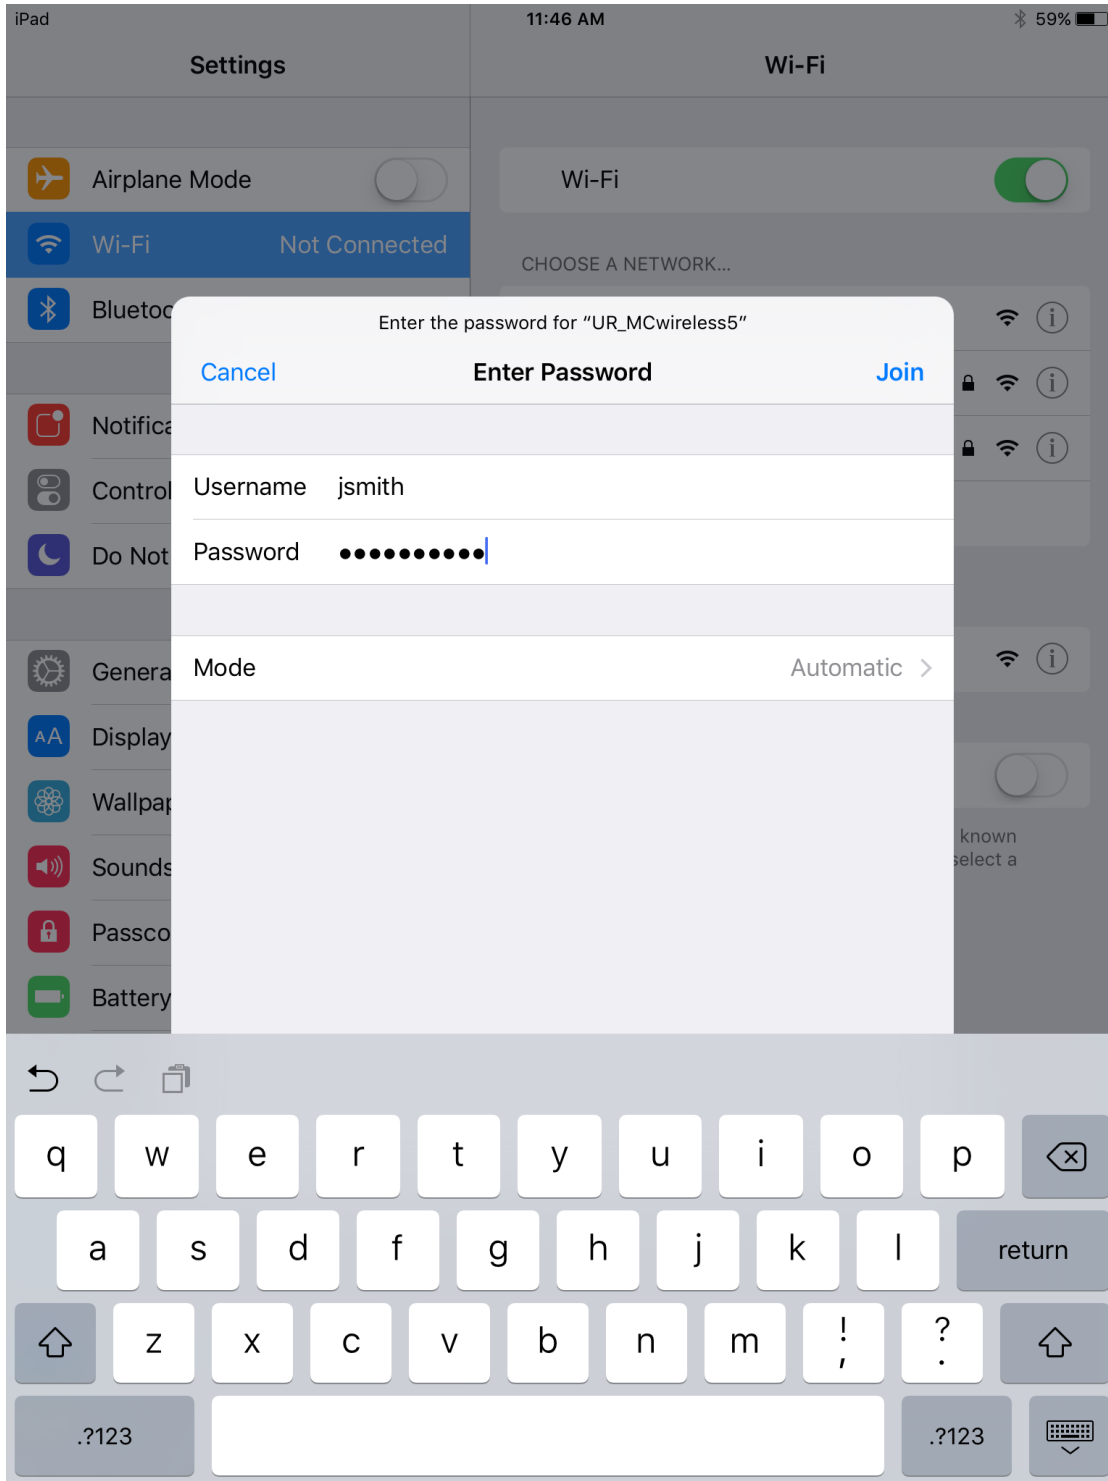 iPad 11:46 AM 59%
Settings Wi-Fi
Airplane Mode Wi-Fi
Wi-Fi Not Connected
CHOOSE A NETWORK...
Bluetoo
Enter the password for “UR_MCwireless5”
Cancel Enter Password Join
Notifica
Control
Username jsmith
Do Not
Password ••••••••••
Genera
Mode Automatic
AA Display
Wallpap
known
select a
Sounds
Passco
Battery
q w e r t y u i o p
a s d f g h j k l return
z x c v b n m ! , ? .
.?123 .?123